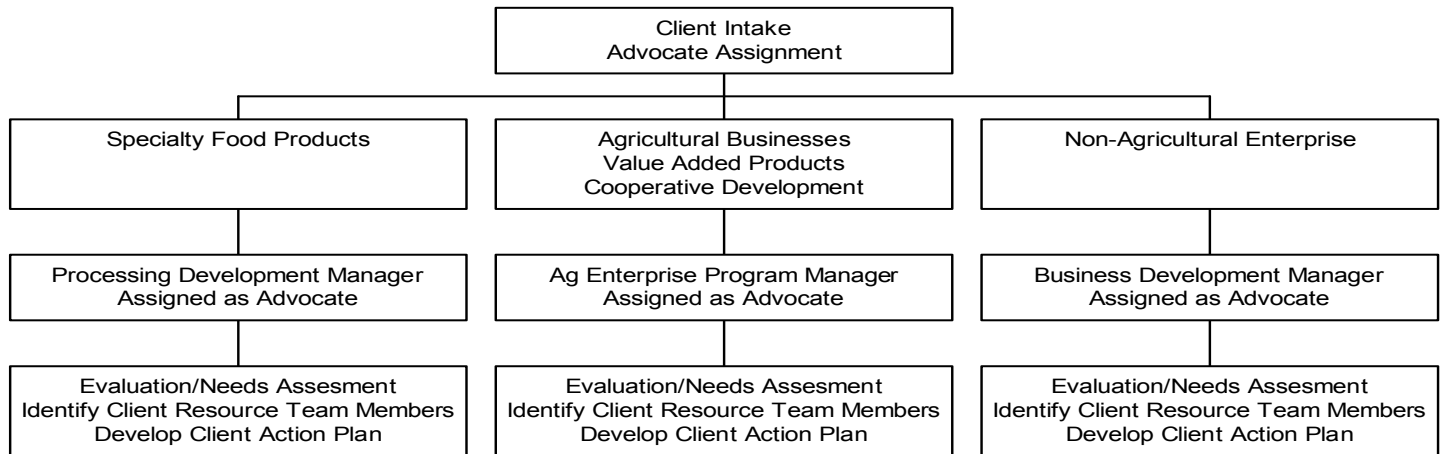 Client Intake
Advocate Assignment
Specialty Food Products
Agricultural Businesses
Value Added Products
Cooperative Development
Non-Agricultural Enterprise
Processing Development Manager
Assigned as Advocate
Ag Enterprise Program Manager
Assigned as Advocate
Business Development Manager
Assigned as Advocate
Evaluation/Needs Assesment
Identify Client Resource Team Members
Develop Client Action Plan
Evaluation/Needs Assesment
Identify Client Resource Team Members
Develop Client Action Plan
Evaluation/Needs Assesment
Identify Client Resource Team Members
Develop Client Action Plan